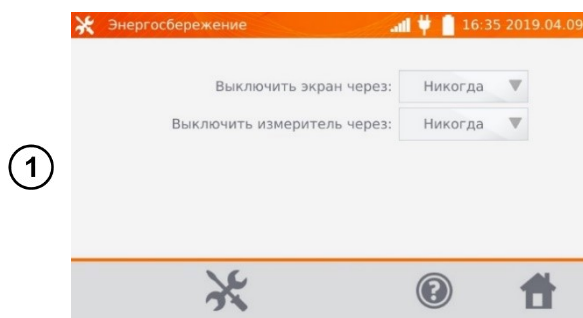 Энергосбережение 16:35 2019.04.09
Выключить экран через: Никогда
Выключить измеритель через: Никогда
1
?